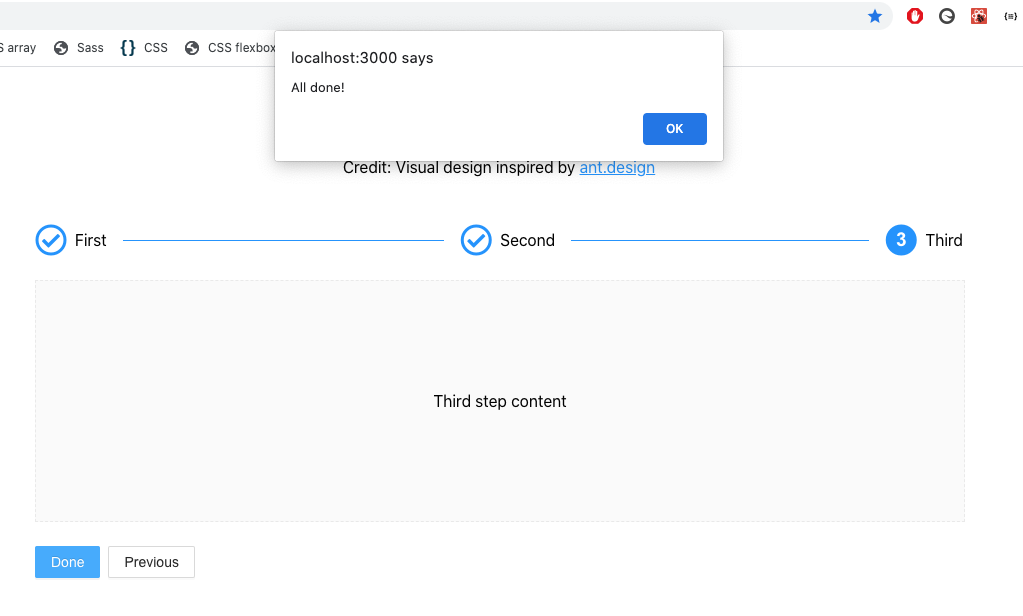 S array Sass {} CSS CSS flexbox
localhost:3000 says
All done!
OK
Credit: Visual design inspired by ant.design
First Second 3 Third
Third step content
Done Previous